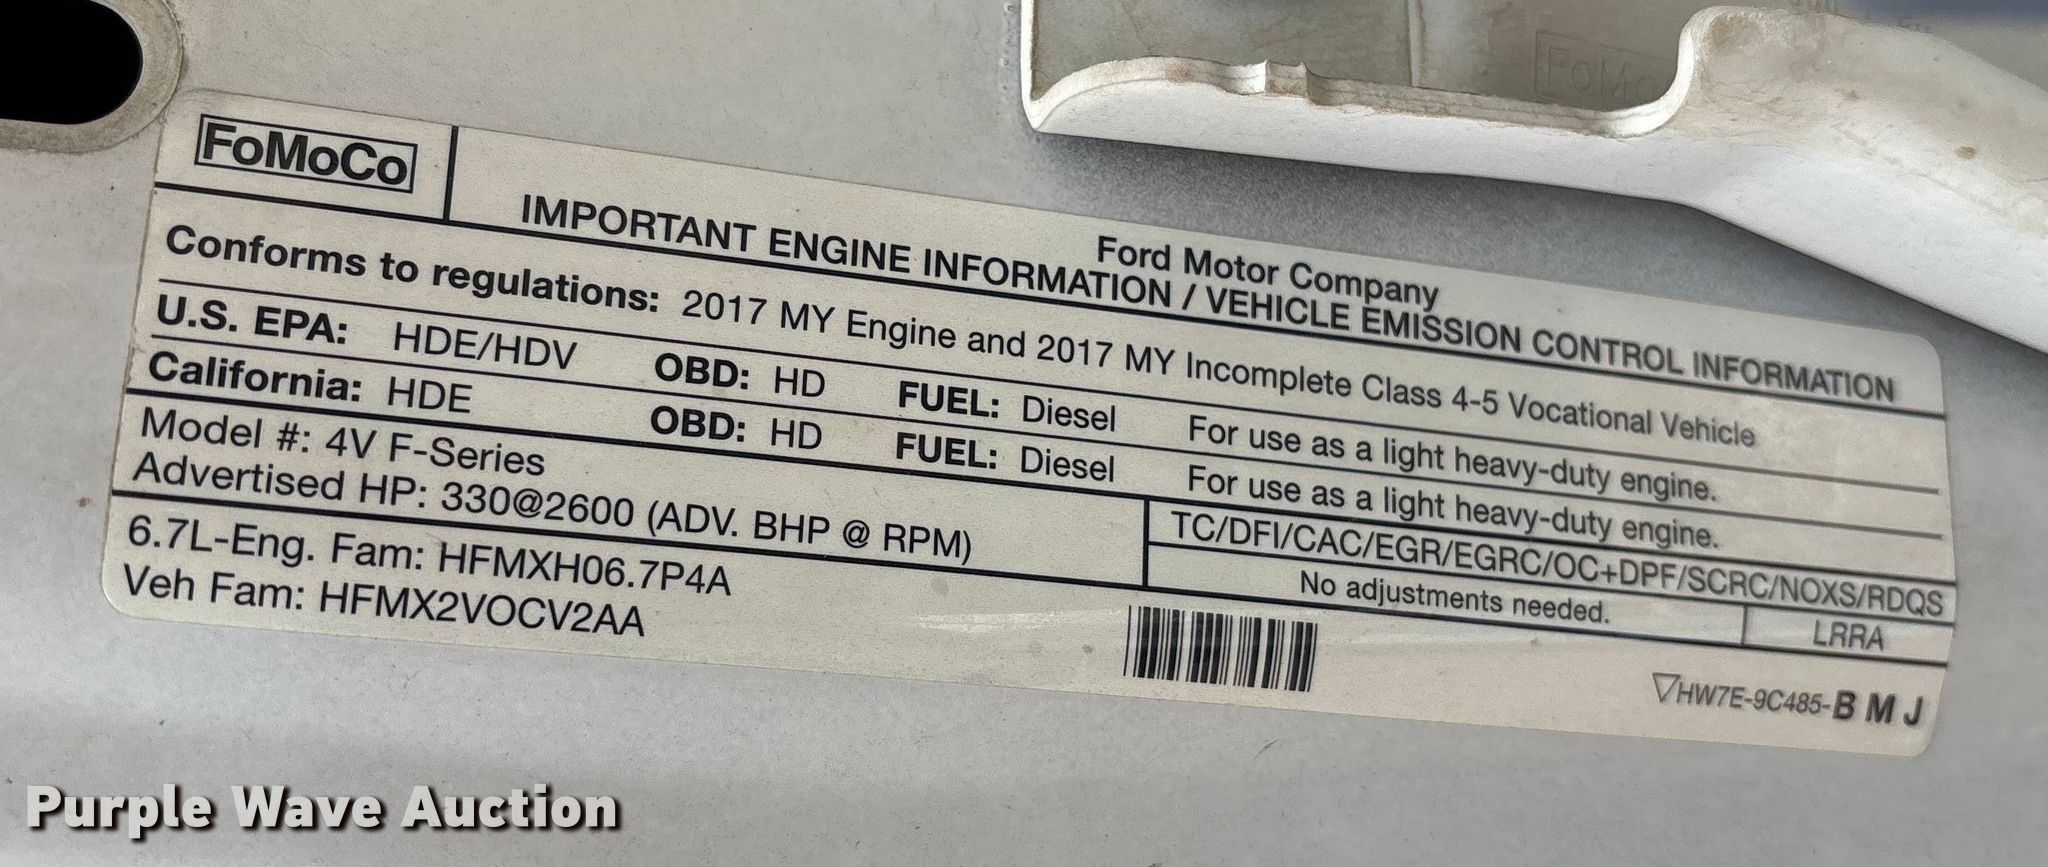 FoMoCo
FoMo
Ford Motor Company
IMPORTANT ENGINE INFORMATION / VEHICLE EMISSION CONTROL INFORMATION
Conforms to regulations: 2017 MY Engine and 2017 MY Incomplete Class 4-5 Vocational Vehicle
U.S. EPA: HDE/HDV OBD: HD FUEL: Diesel For use as a light heavy-duty engine.
California: HDE OBD: HD FUEL: Diesel For use as a light heavy-duty engine.
Model #: 4V F-Series
Advertised HP: 330@2600 (ADV. BHP @ RPM)
TC/DFI/CAC/EGR/EGRC/OC+DPF/SCRC/NOXS/RDQS
No adjustments needed.
LRRA
6.7L-Eng. Fam: HFMXH06.7P4A
Veh Fam: HFMX2VOCV2AA
HW7E-9C485-B M J
Purple Wave Auction